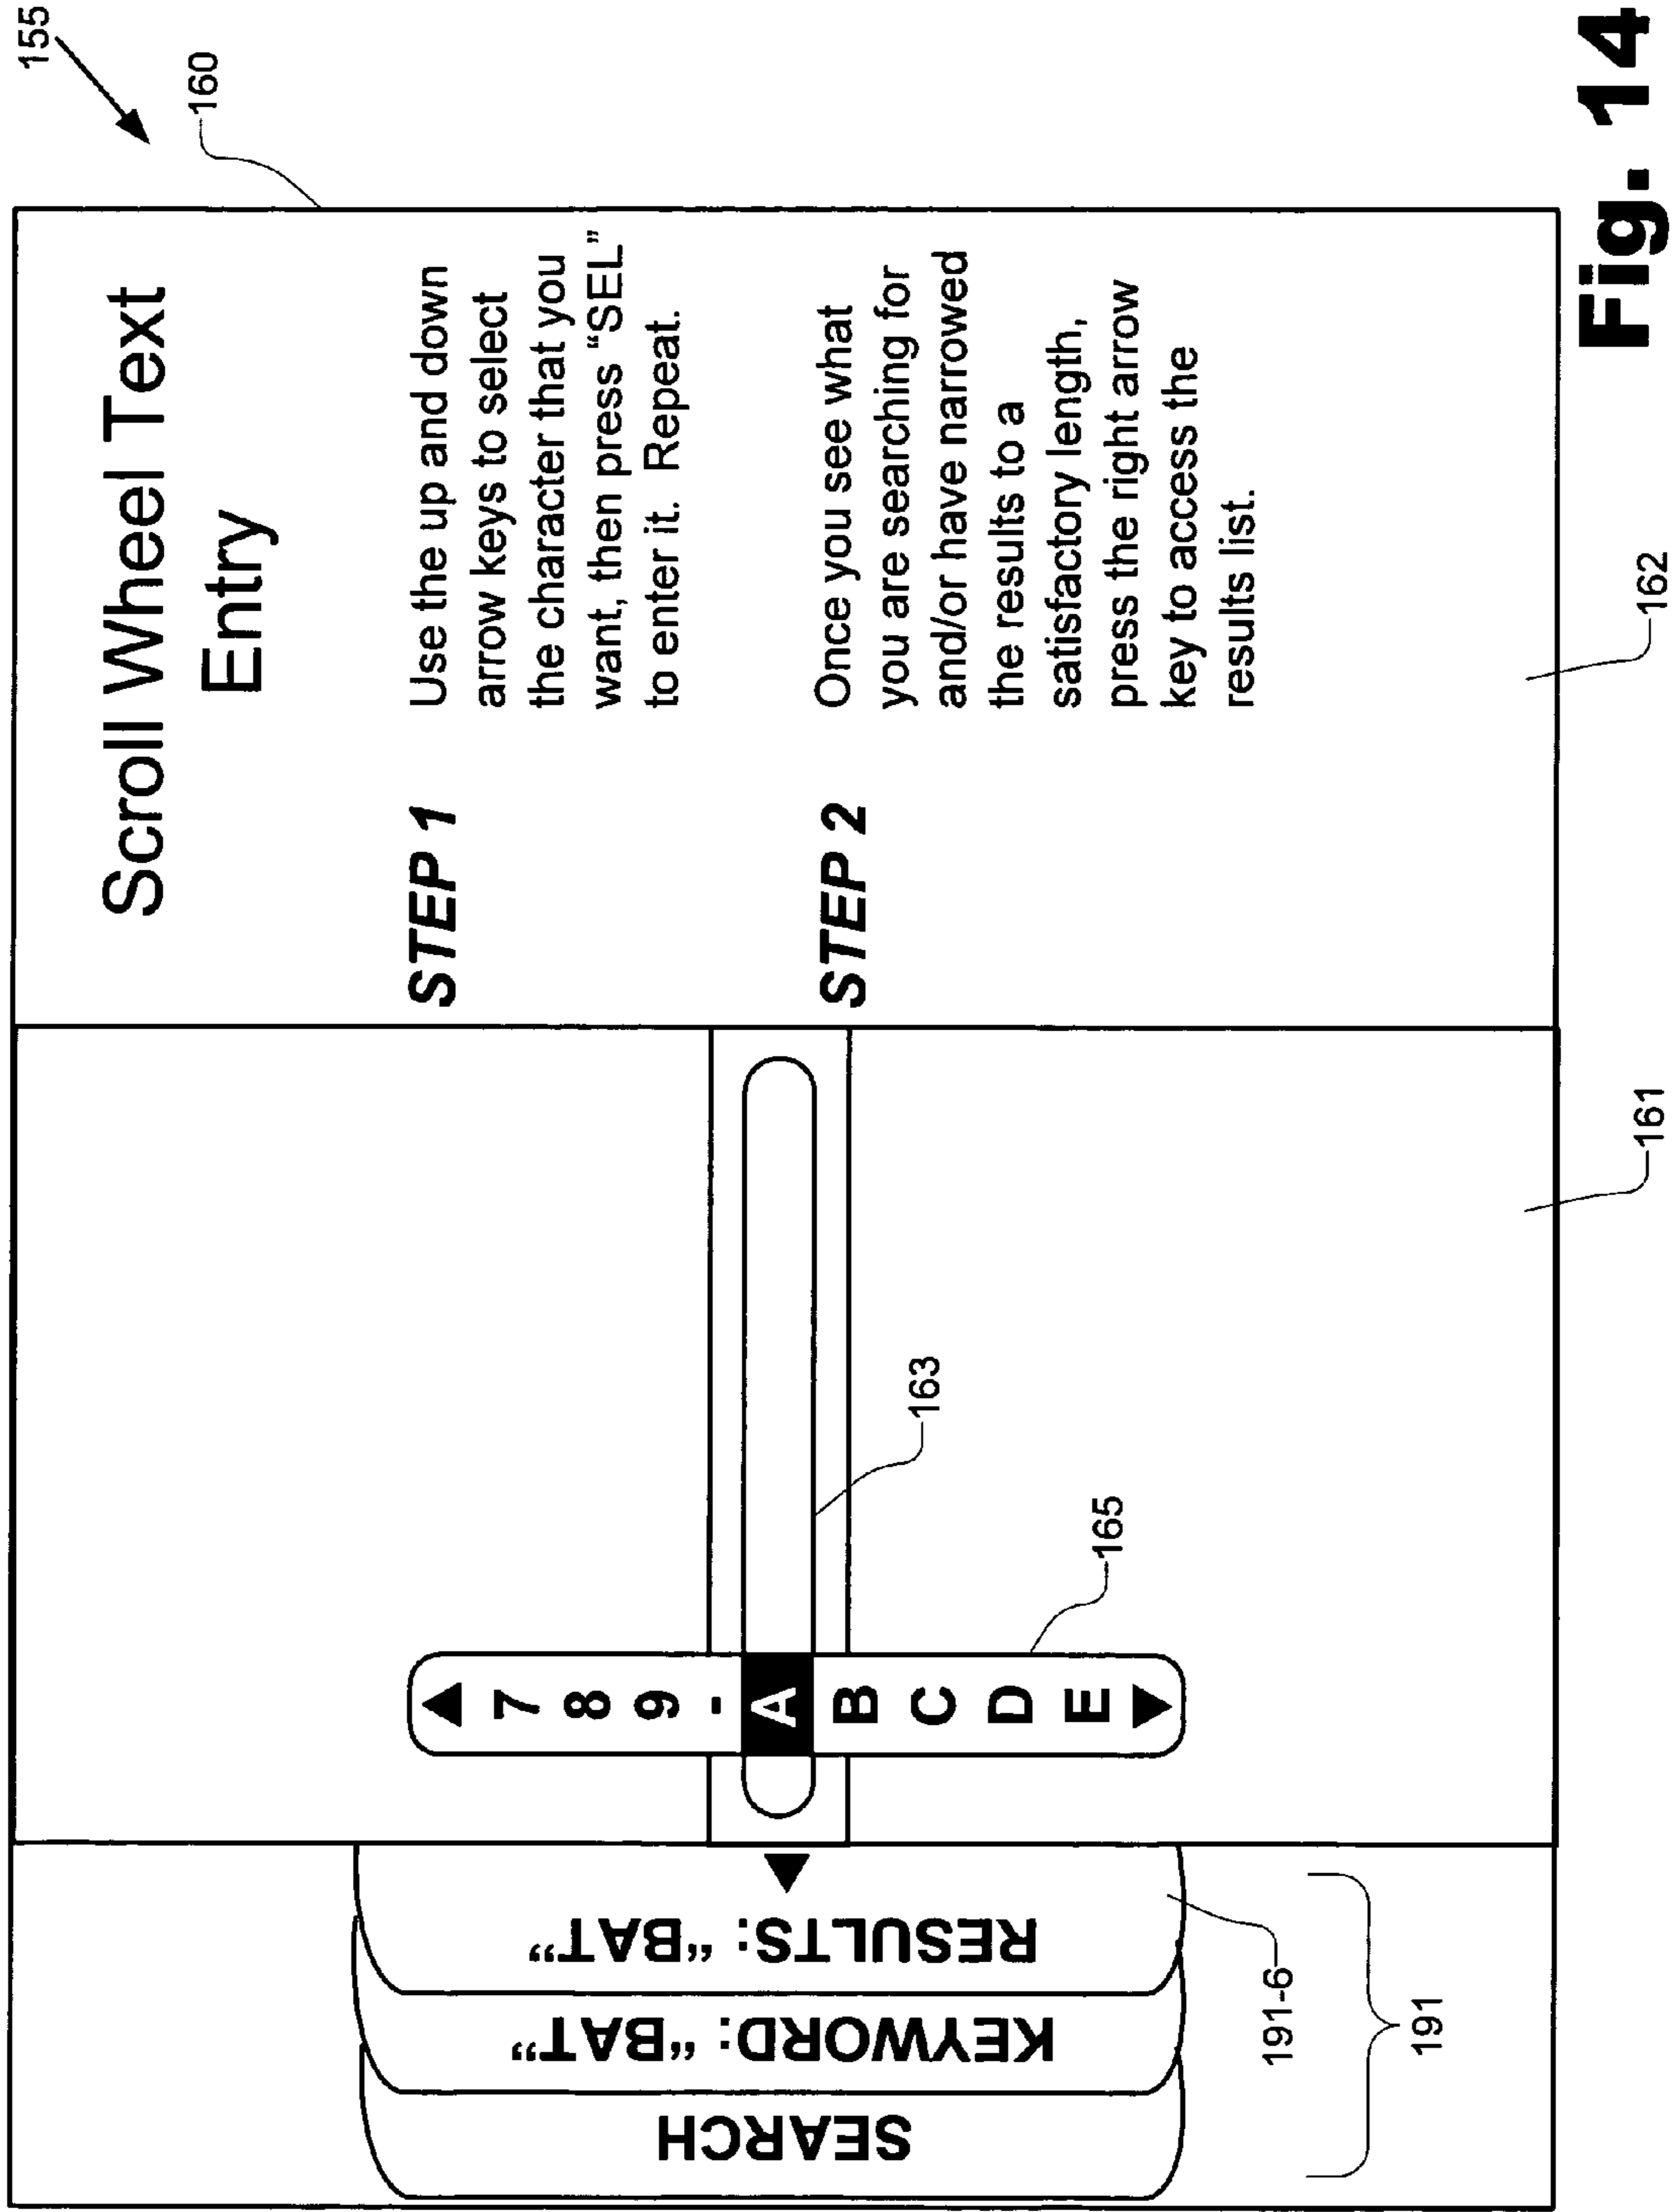 155
160
Scroll Wheel Text
Entry
STEP 1
Use the up and down
arrow keys to select
the character that you
want, then press “SEL”
to enter it. Repeat.
STEP 2
Once you see what
you are searching for
and/or have narrowed
the results to a
satisfactory length,
press the right arrow
key to access the
results list.
SEARCH
KEYWORD: “BAT”
RESULTS: “BAT”
7
8
9
-
A
B
C
D
E
163
165
191-6
191
161
162
Fig. 14